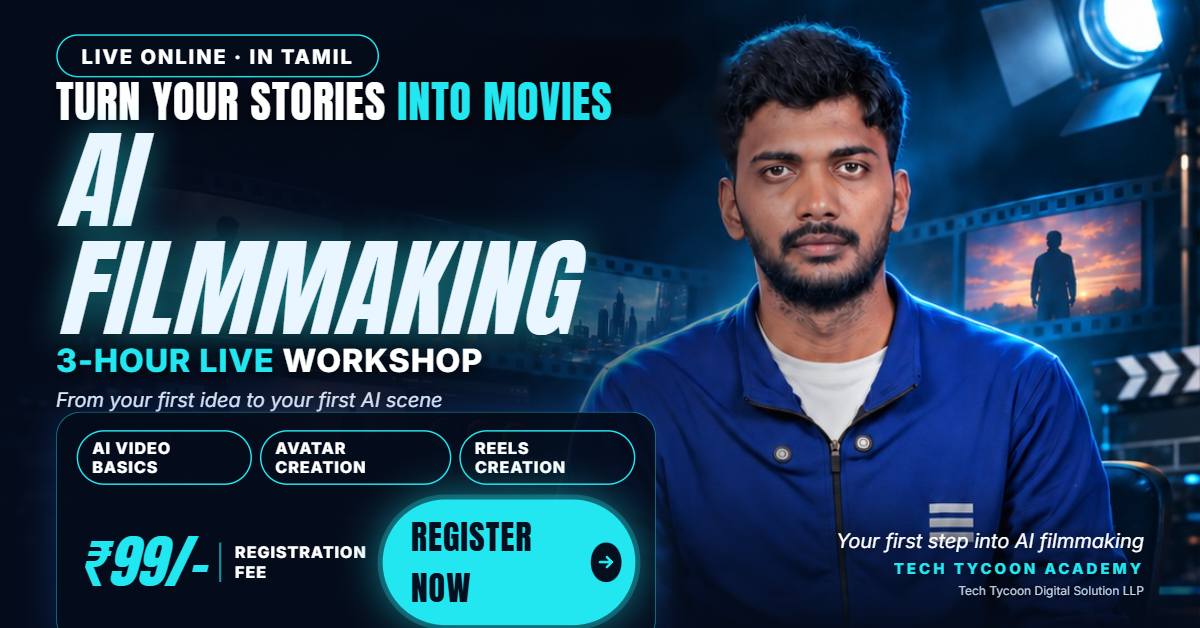 LIVE ONLINE · IN TAMIL
TURN YOUR STORIES INTO MOVIES
AI
FILMMAKING
3-HOUR LIVE WORKSHOP
From your first idea to your first AI scene
AI VIDEO
BASICS
AVATAR
CREATION
REELS
CREATION
₹99/-
REGISTRATION
FEE
REGISTER
NOW
Your first step into AI filmmaking
TECH TYCOON ACADEMY
Tech Tycoon Digital Solution LLP